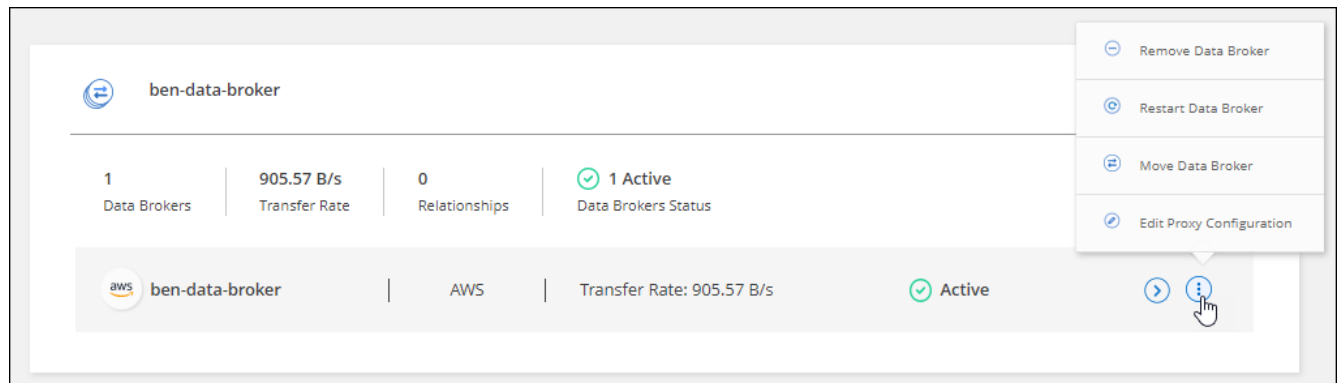 ben-data-broker
Remove Data Broker
Restart Data Broker
Move Data Broker
Edit Proxy Configuration
1
Data Brokers
905.57 B/s
Transfer Rate
0
Relationships
1 Active
Data Brokers Status
aws
ben-data-broker
AWS
Transfer Rate: 905.57 B/s
Active